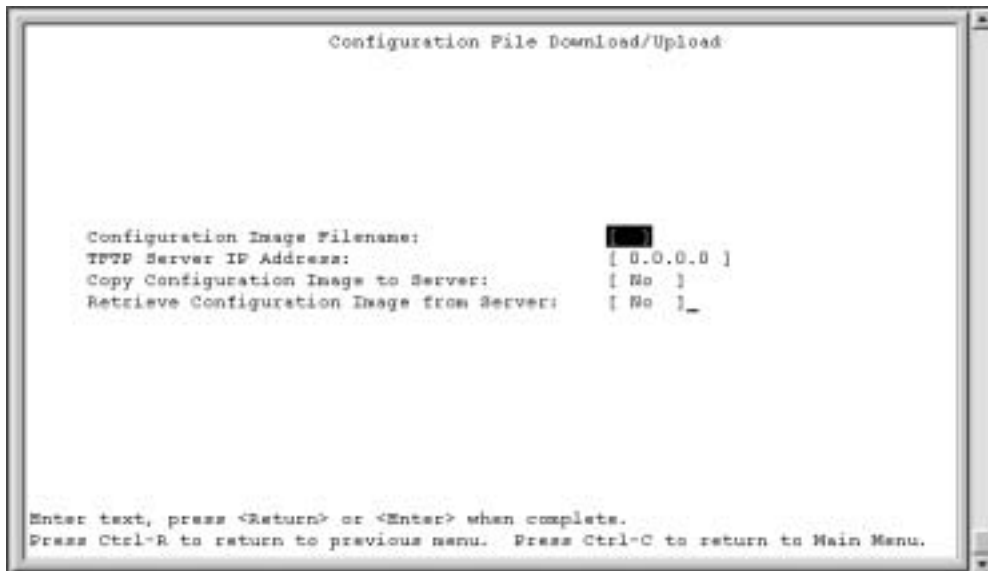 Configuration File Download/Upload
Configuration Image Filename: [ ]
TFTP Server IP Address: [ 0.0.0.0 ]
Copy Configuration Image to Server: [ No ]
Retrieve Configuration Image from Server: [ No ]_
Enter text, press <Return> or <Enter> when complete.
Press Ctrl-R to return to previous menu. Press Ctrl-C to return to Main Menu.